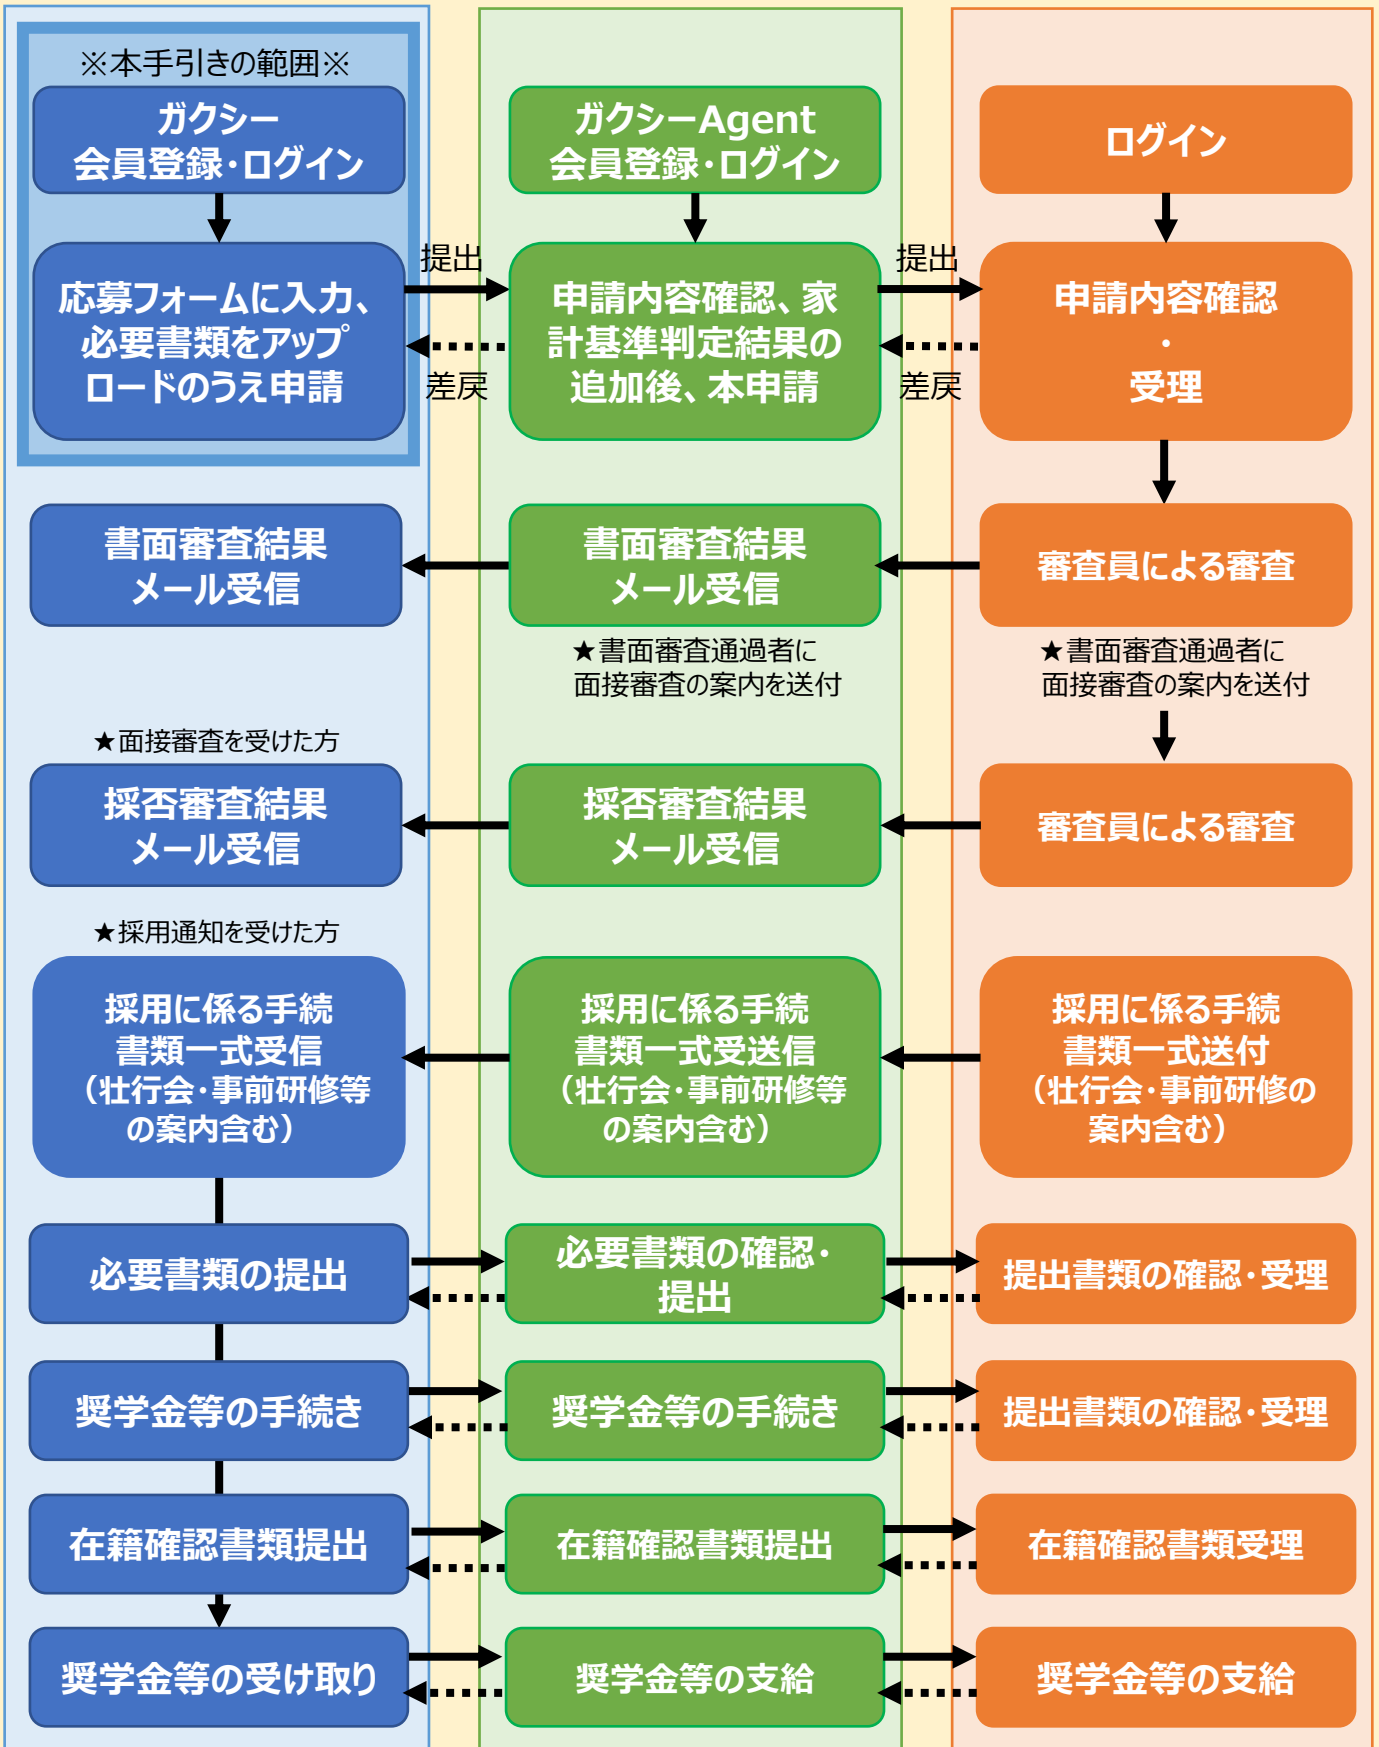 ※本手引きの範囲※
ガクシー
会員登録・ログイン
ガクシーAgent
会員登録・ログイン
ログイン
応募フォームに入力、
必要書類をアップ
ロードのうえ申請
提出
差戻
申請内容確認、家
計基準判定結果の
追加後、本申請
提出
差戻
申請内容確認
・
受理
書面審査結果
メール受信
書面審査結果
メール受信
審査員による審査
★書面審査通過者に
面接審査の案内を送付
★書面審査通過者に
面接審査の案内を送付
★面接審査を受けた方
採否審査結果
メール受信
採否審査結果
メール受信
審査員による審査
★採用通知を受けた方
採用に係る手続
書類一式受信
（壮行会・事前研修等
の案内含む）
採用に係る手続
書類一式受送信
（壮行会・事前研修等
の案内含む）
採用に係る手続
書類一式送付
（壮行会・事前研修の
案内含む）
必要書類の提出
必要書類の確認・
提出
提出書類の確認・受理
奨学金等の手続き
奨学金等の手続き
提出書類の確認・受理
在籍確認書類提出
在籍確認書類提出
在籍確認書類受理
奨学金等の受け取り
奨学金等の支給
奨学金等の支給